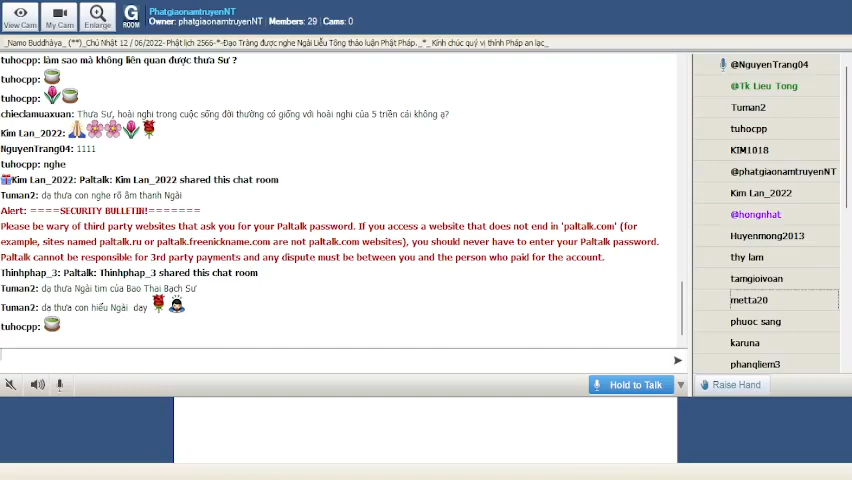 View Cam
My Cam
Enlarge
G
ROOM
PhatgiaonamtruyenNT
Owner: phatgiaonamtruyenNT | Members: 29 | Cams: 0
_Namo Buddhàya_ (**)_Chủ Nhật 12 / 06/2022- Phật lịch 2566-*-Đạo Tràng được nghe Ngài Liễu Tông thảo luận Phật Pháp. _*_ Kính chúc quý vị thính Pháp an lạc_
tuhocpp: làm sao mà không liên quan được thưa Sư ?
tuhocpp:
tuhocpp:
chieclamuaxuan: Thưa Sư, hoài nghi trong cuộc sống đời thường có giống với hoài nghi của 5 triền cái không ạ?
Kim Lan_2022:
NguyenTrang04: 1111
tuhocpp: nghe
Kim Lan_2022: Paltalk: Kim Lan_2022 shared this chat room
Tuman2: dạ thưa con nghe rõ âm thanh Ngài
Alert: ====SECURITY BULLETIN!=======
Please be wary of third party websites that ask you for your Paltalk password. If you access a website that does not end in 'paltalk.com' (for
example, sites named paltalk.ru or paltalk.freenickname.com are not paltalk.com websites), you should never have to enter your Paltalk password.
Paltalk cannot be responsible for 3rd party payments and any dispute must be between you and the person who paid for the account.
Thinhphap_3: Paltalk: Thinhphap_3 shared this chat room
Tuman2: dạ thưa Ngài tim của Bao Thai Bạch Sư
Tuman2: dạ thưa con hiểu Ngài dạy
tuhocpp:
@NguyenTrang04
@Tk Lieu Tong
Tuman2
tuhocpp
KIM1018
@phatgiaonamtruyenNT
Kim Lan_2022
@hongnhat
Huyenmong2013
thy lam
tamgioivoan
metta20
phuoc sang
karuna
phanqliem3
Hold to Talk
Raise Hand